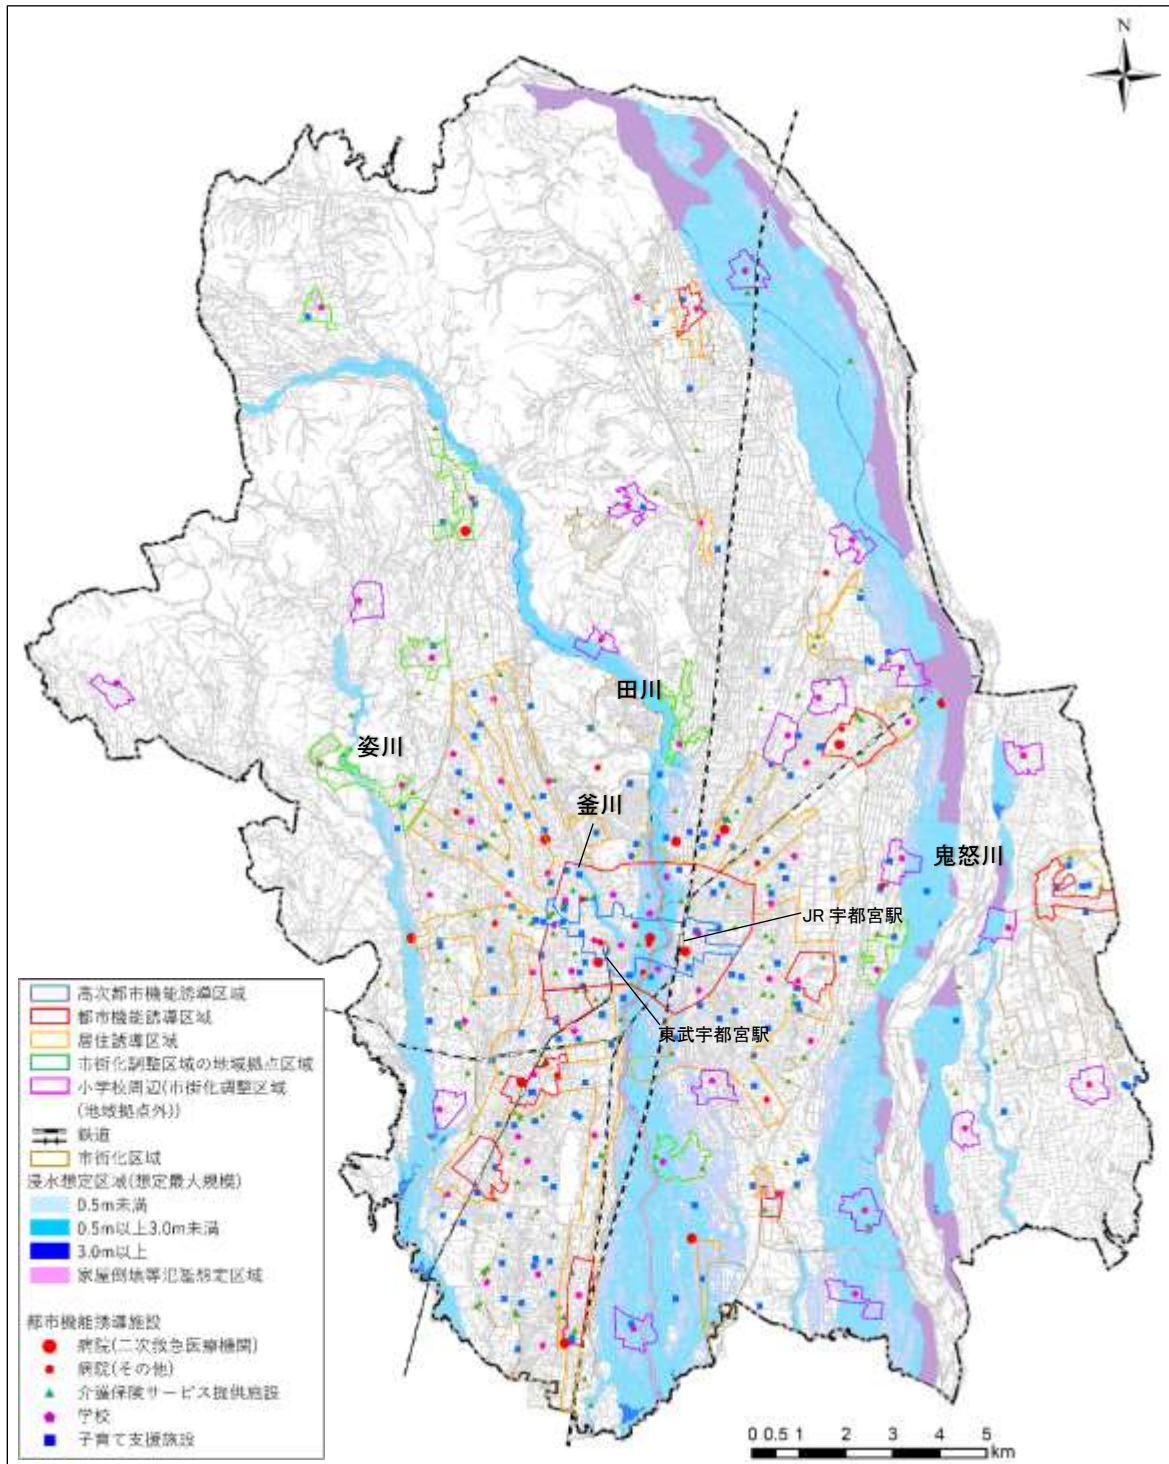 N
田川
姿川
釜川
鬼怒川
JR 宇都宮駅
東武宇都宮駅
高次都市機能誘導区域
都市機能誘導区域
居住誘導区域
市街化調整区域の地域拠点区域
小学校周辺(市街化調整区域
(地域拠点外))
鉄道
市街化区域
浸水想定区域(想定最大規模)
0.5m未満
0.5m以上3.0m未満
3.0m以上
家屋倒壊等氾濫想定区域
都市機能誘導施設
病院(二次救急医療機関)
病院(その他)
介護保険サービス提供施設
学校
子育て支援施設
0 0.5 1 2 3 4 5
km